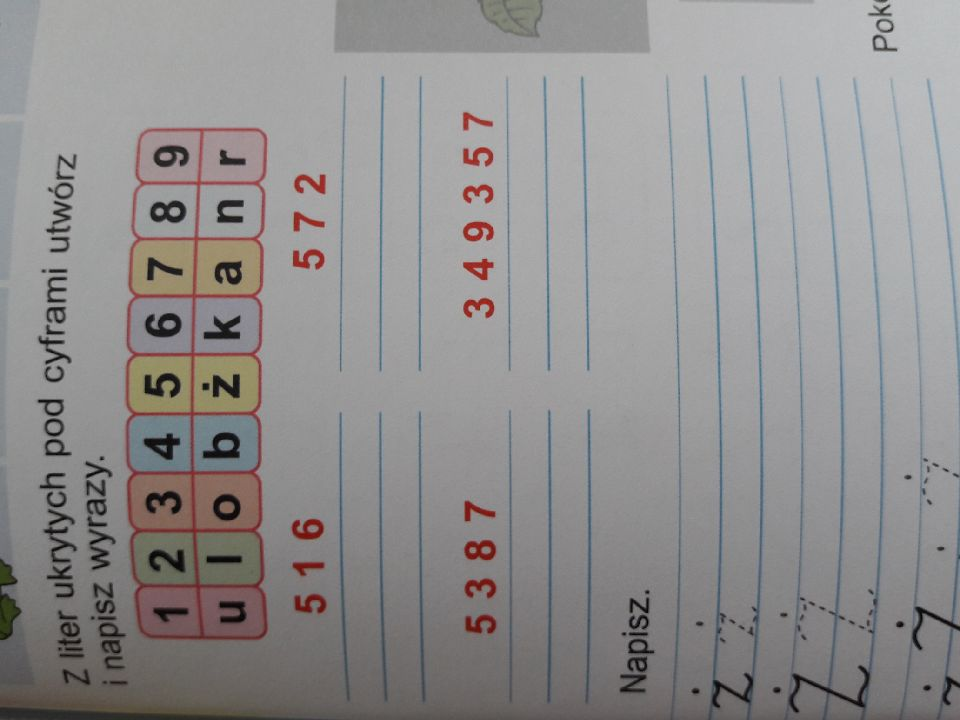 Z liter ukrytych pod cyframi utwórz
i napisz wyrazy.
1 2 3 4 5 6 7 8 9
u l o b ż k a n r
5 1 6
5 7 2
5 3 8 7
3 4 9 3 5 7
Napisz.
ż ż
Ż Ż